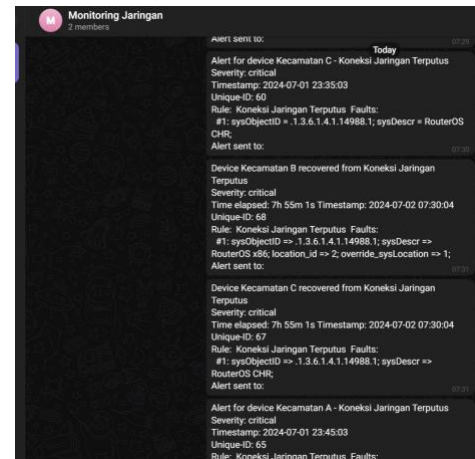 M
Monitoring Jaringan
2 members
Alert sent to:
07:29
Today
Alert for device Kecamatan C - Koneksi Jaringan Terputus
Severity: critical
Timestamp: 2024-07-01 23:35:03
Unique-ID: 60
Rule: Koneksi Jaringan Terputus Faults:
#1: sysObjectID = .1.3.6.1.4.1.14988.1; sysDescr = RouterOS
CHR;
Alert sent to:
07:30
Device Kecamatan B recovered from Koneksi Jaringan
Terputus
Severity: critical
Time elapsed: 7h 55m 1s Timestamp: 2024-07-02 07:30:04
Unique-ID: 68
Rule: Koneksi Jaringan Terputus Faults:
#1: sysObjectID => .1.3.6.1.4.1.14988.1; sysDescr =>
RouterOS x86; location_id => 2; override_sysLocation => 1;
Alert sent to:
07:31
Device Kecamatan C recovered from Koneksi Jaringan
Terputus
Severity: critical
Time elapsed: 7h 55m 1s Timestamp: 2024-07-02 07:30:04
Unique-ID: 67
Rule: Koneksi Jaringan Terputus Faults:
#1: sysObjectID => .1.3.6.1.4.1.14988.1; sysDescr =>
RouterOS CHR;
Alert sent to:
07:31
Alert for device Kecamatan A - Koneksi Jaringan Terputus
Severity: critical
Timestamp: 2024-07-01 23:45:03
Unique-ID: 65
Rule: Koneksi Jaringan Terputus Faults: